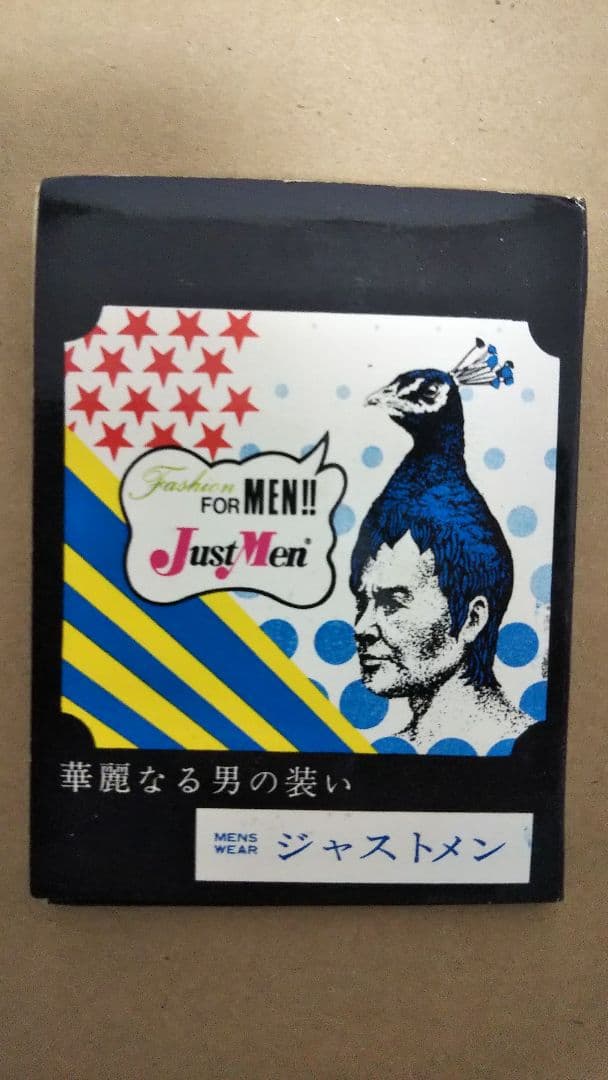 Fashion
FOR MEN!!
JustMen®
華麗なる男の装い
MENS
WEAR
ジャストメン